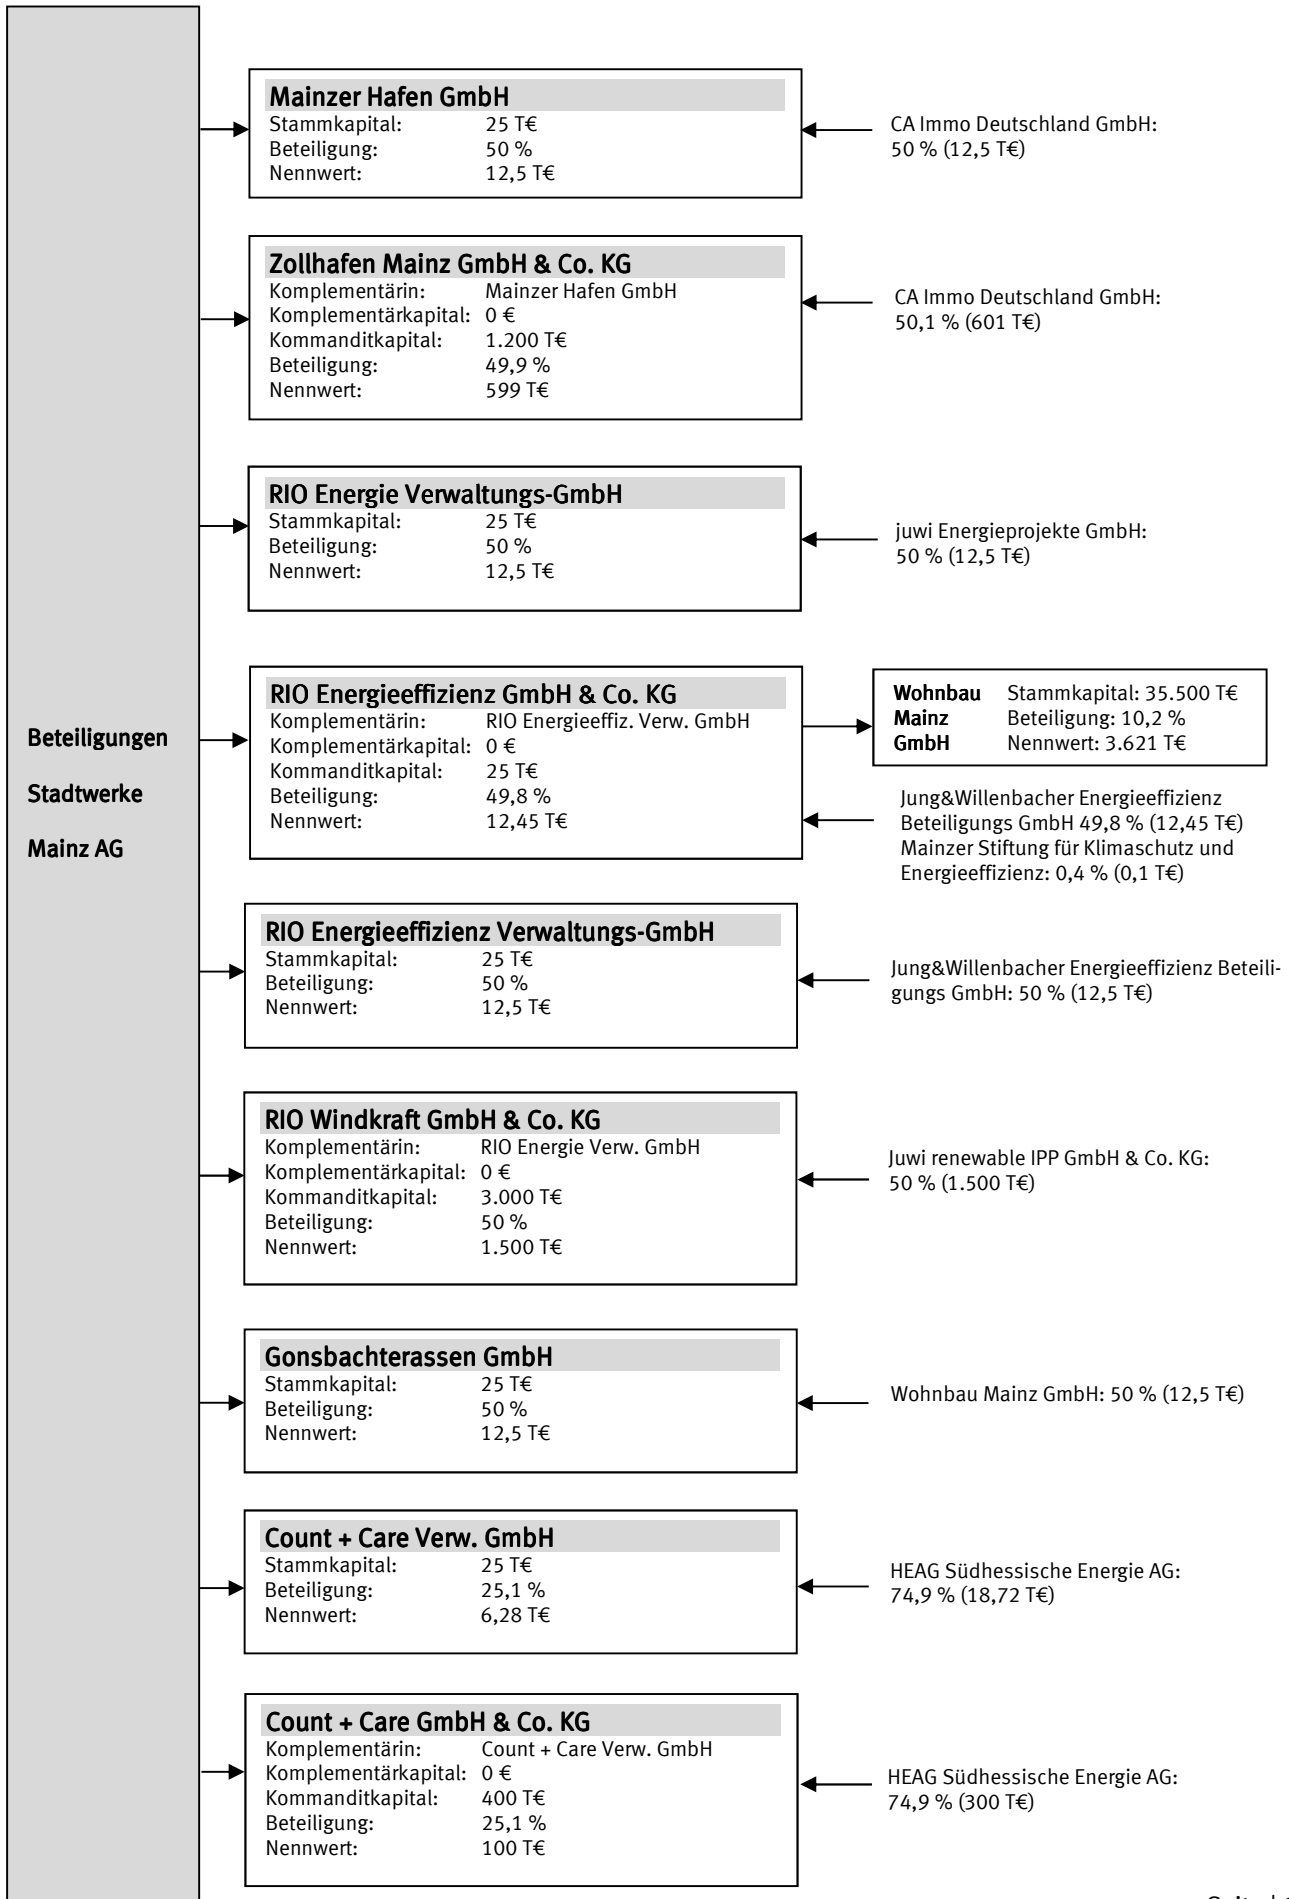 Beteiligungen
Stadtwerke
Mainz AG
Mainzer Hafen GmbH
Stammkapital: 25 T€
Beteiligung: 50 %
Nennwert: 12,5 T€
CA Immo Deutschland GmbH:
50 % (12,5 T€)
Zollhafen Mainz GmbH & Co. KG
Komplementärin: Mainzer Hafen GmbH
Komplementärkapital: 0 €
Kommanditkapital: 1.200 T€
Beteiligung: 49,9 %
Nennwert: 599 T€
CA Immo Deutschland GmbH:
50,1 % (601 T€)
RIO Energie Verwaltungs-GmbH
Stammkapital: 25 T€
Beteiligung: 50 %
Nennwert: 12,5 T€
juwi Energieprojekte GmbH:
50 % (12,5 T€)
RIO Energieeffizienz GmbH & Co. KG
Komplementärin: RIO Energieeffiz. Verw. GmbH
Komplementärkapital: 0 €
Kommanditkapital: 25 T€
Beteiligung: 49,8 %
Nennwert: 12,45 T€
Wohnbau Stammkapital: 35.500 T€
Mainz Beteiligung: 10,2 %
GmbH Nennwert: 3.621 T€
Jung&Willenbacher Energieeffizienz
Beteiligungs GmbH 49,8 % (12,45 T€)
Mainzer Stiftung für Klimaschutz und
Energieeffizienz: 0,4 % (0,1 T€)
RIO Energieeffizienz Verwaltungs-GmbH
Stammkapital: 25 T€
Beteiligung: 50 %
Nennwert: 12,5 T€
Jung&Willenbacher Energieeffizienz Beteili-
gungs GmbH: 50 % (12,5 T€)
RIO Windkraft GmbH & Co. KG
Komplementärin: RIO Energie Verw. GmbH
Komplementärkapital: 0 €
Kommanditkapital: 3.000 T€
Beteiligung: 50 %
Nennwert: 1.500 T€
Juwi renewable IPP GmbH & Co. KG:
50 % (1.500 T€)
Gonsbachterassen GmbH
Stammkapital: 25 T€
Beteiligung: 50 %
Nennwert: 12,5 T€
Wohnbau Mainz GmbH: 50 % (12,5 T€)
Count + Care Verw. GmbH
Stammkapital: 25 T€
Beteiligung: 25,1 %
Nennwert: 6,28 T€
HEAG Südhessische Energie AG:
74,9 % (18,72 T€)
Count + Care GmbH & Co. KG
Komplementärin: Count + Care Verw. GmbH
Komplementärkapital: 0 €
Kommanditkapital: 400 T€
Beteiligung: 25,1 %
Nennwert: 100 T€
HEAG Südhessische Energie AG:
74,9 % (300 T€)